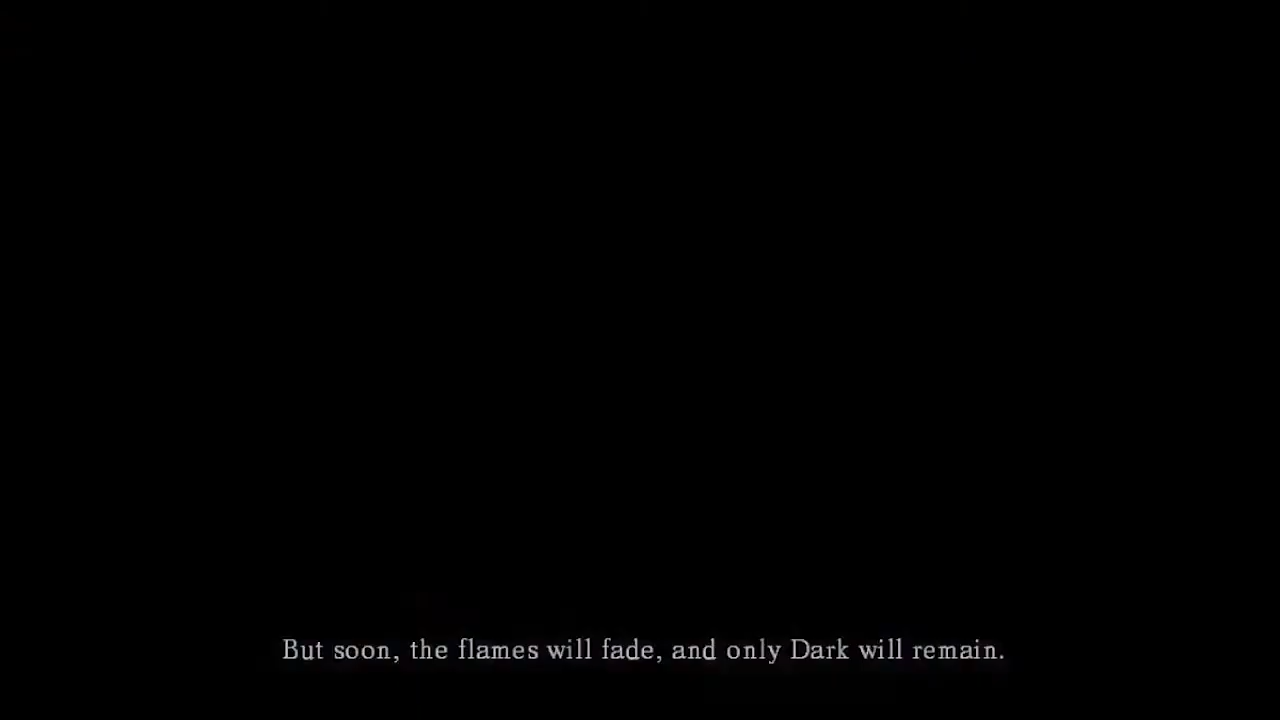 But soon, the flames will fade, and only Dark will remain.